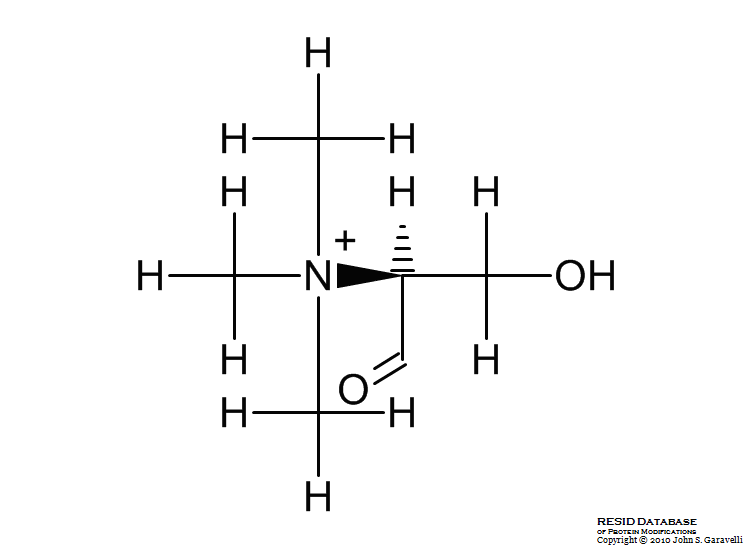 H
H H
H H H
+
H N OH
H H
O
H H
H
RESID DATABASE
OF PROTEIN MODIFICATIONS
Copyright © 2010 John S. Garavelli